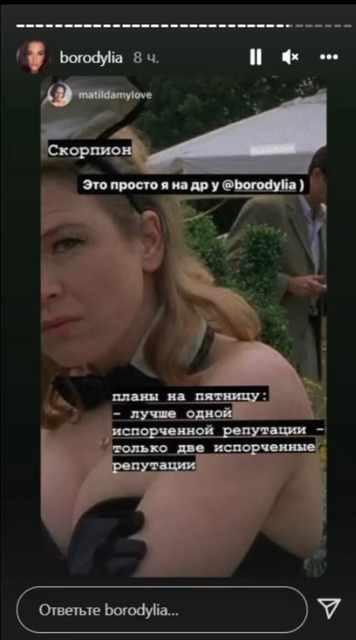 borodylia 8 ч.
matildamylove
Скорпион
Это просто я на др у @borodylia )
планы на пятницу:
- лучше одной
испорченной репутации -
только две испорченные
репутации
Ответьте borodylia...